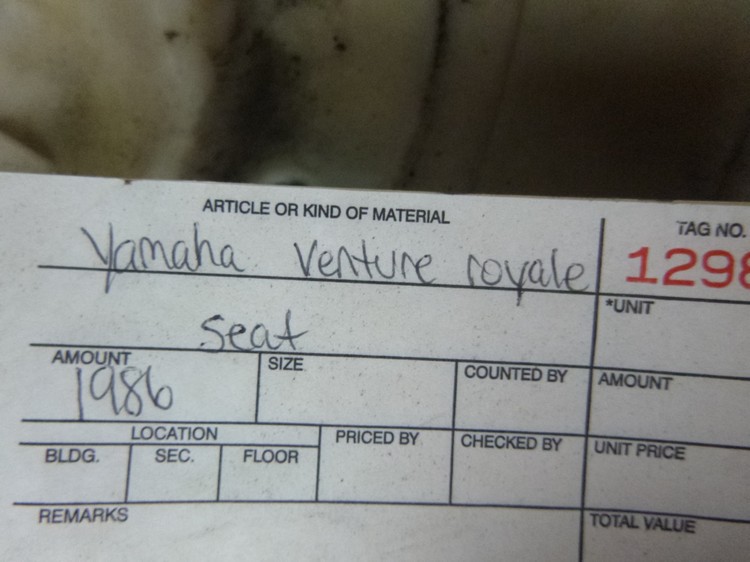 ARTICLE OR KIND OF MATERIAL
TAG NO.
Yamaha Venture royale
1298
seat
*UNIT
AMOUNT
SIZE
COUNTED BY
AMOUNT
1986
LOCATION
PRICED BY
CHECKED BY
UNIT PRICE
BLDG.
SEC.
FLOOR
REMARKS
TOTAL VALUE